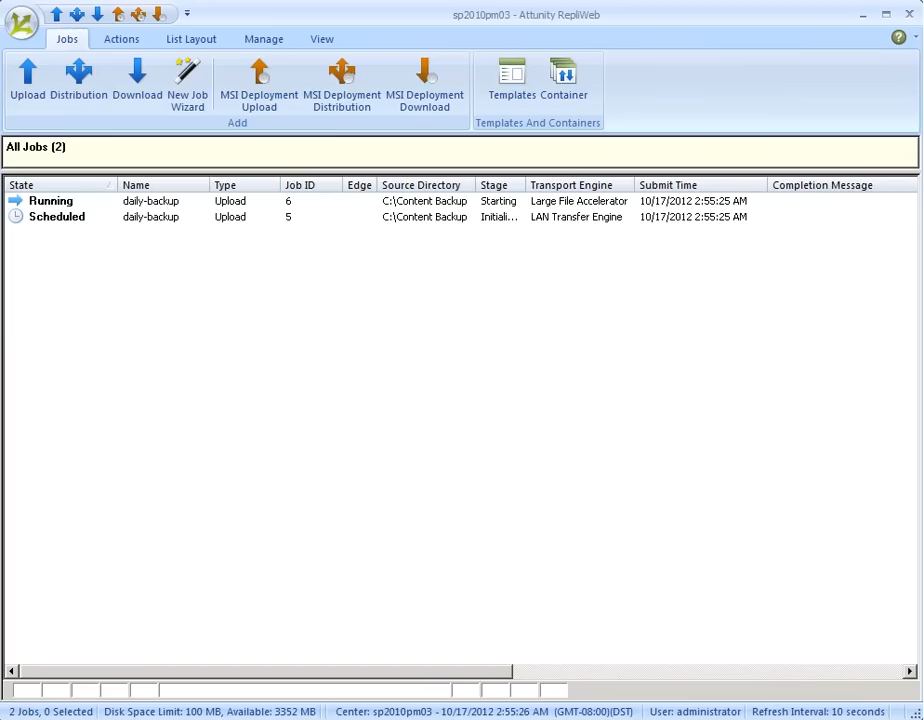 sp2010pm03 - Attunity RepliWeb
Jobs Actions List Layout Manage View
Upload Distribution Download New Job Wizard MSI Deployment Upload MSI Deployment Distribution MSI Deployment Download Templates Container
Add Templates And Containers
All Jobs (2)
State Name Type Job ID Edge Source Directory Stage Transport Engine Submit Time Completion Message
Running daily-backup Upload 6 C:\Content Backup Starting Large File Accelerator 10/17/2012 2:55:25 AM
Scheduled daily-backup Upload 5 C:\Content Backup Initiali... LAN Transfer Engine 10/17/2012 2:55:25 AM
2 Jobs, 0 Selected Disk Space Limit: 100 MB, Available: 3352 MB Center: sp2010pm03 - 10/17/2012 2:55:26 AM (GMT-08:00)(DST) User: administrator Refresh Interval: 10 seconds